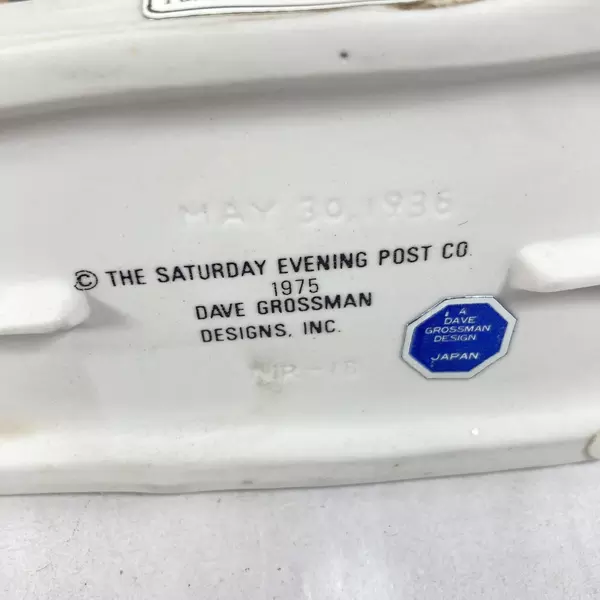 MAY 30, 1936
© THE SATURDAY EVENING POST CO.
1975
DAVE GROSSMAN
DESIGNS, INC.
A
DAVE
GROSSMAN
DESIGN
JAPAN